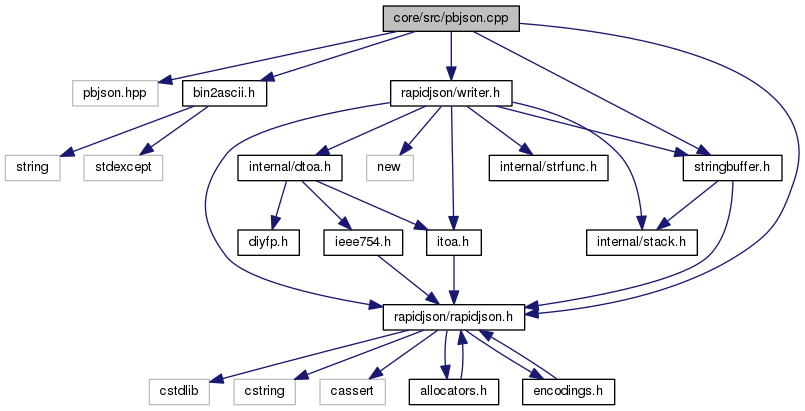 core/src/pbjson.cpp
pbjson.hpp
bin2ascii.h
rapidjson/writer.h
string
stdexcept
internal/dtoa.h
new
internal/strfunc.h
stringbuffer.h
diyfp.h
ieee754.h
itoa.h
internal/stack.h
rapidjson/rapidjson.h
cstdlib
cstring
cassert
allocators.h
encodings.h